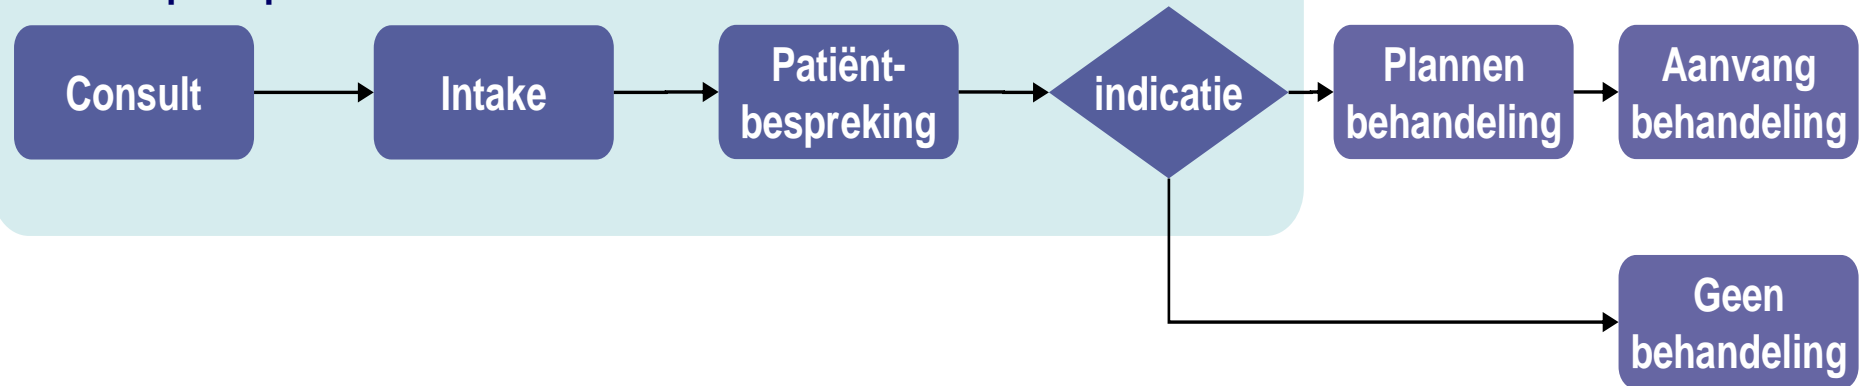 Consult
Intake
Patiënt-
bespreking
indicatie
Plannen
behandeling
Aanvang
behandeling
Geen
behandeling